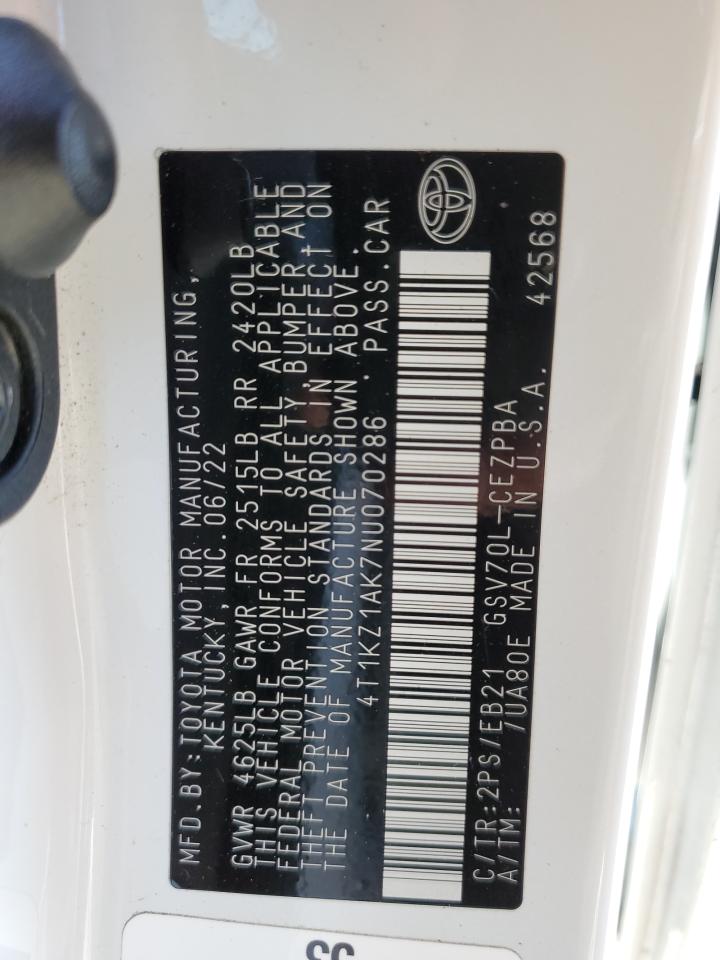 MFD.BY:TOYOTA MOTOR MANUFACTURING,
KENTUCKY, INC.06/22
GVWR 4625LB GAWR FR 2515LB RR 2420LB
THIS VEHICLE CONFORMS TO ALL APPLICABLE
FEDERAL MOTOR VEHICLE SAFETY, BUMPER, AND
THEFT PREVENTION STANDARDS IN EFFECT ON
THE DATE OF MANUFACTURE SHOWN ABOVE.
4T1KZ1AK7NU070286 PASS.CAR
C/TR:2PS/EB21 GSV70L-CEZPBA
A/TM: /UA80E MADE IN U.S.A. 42568